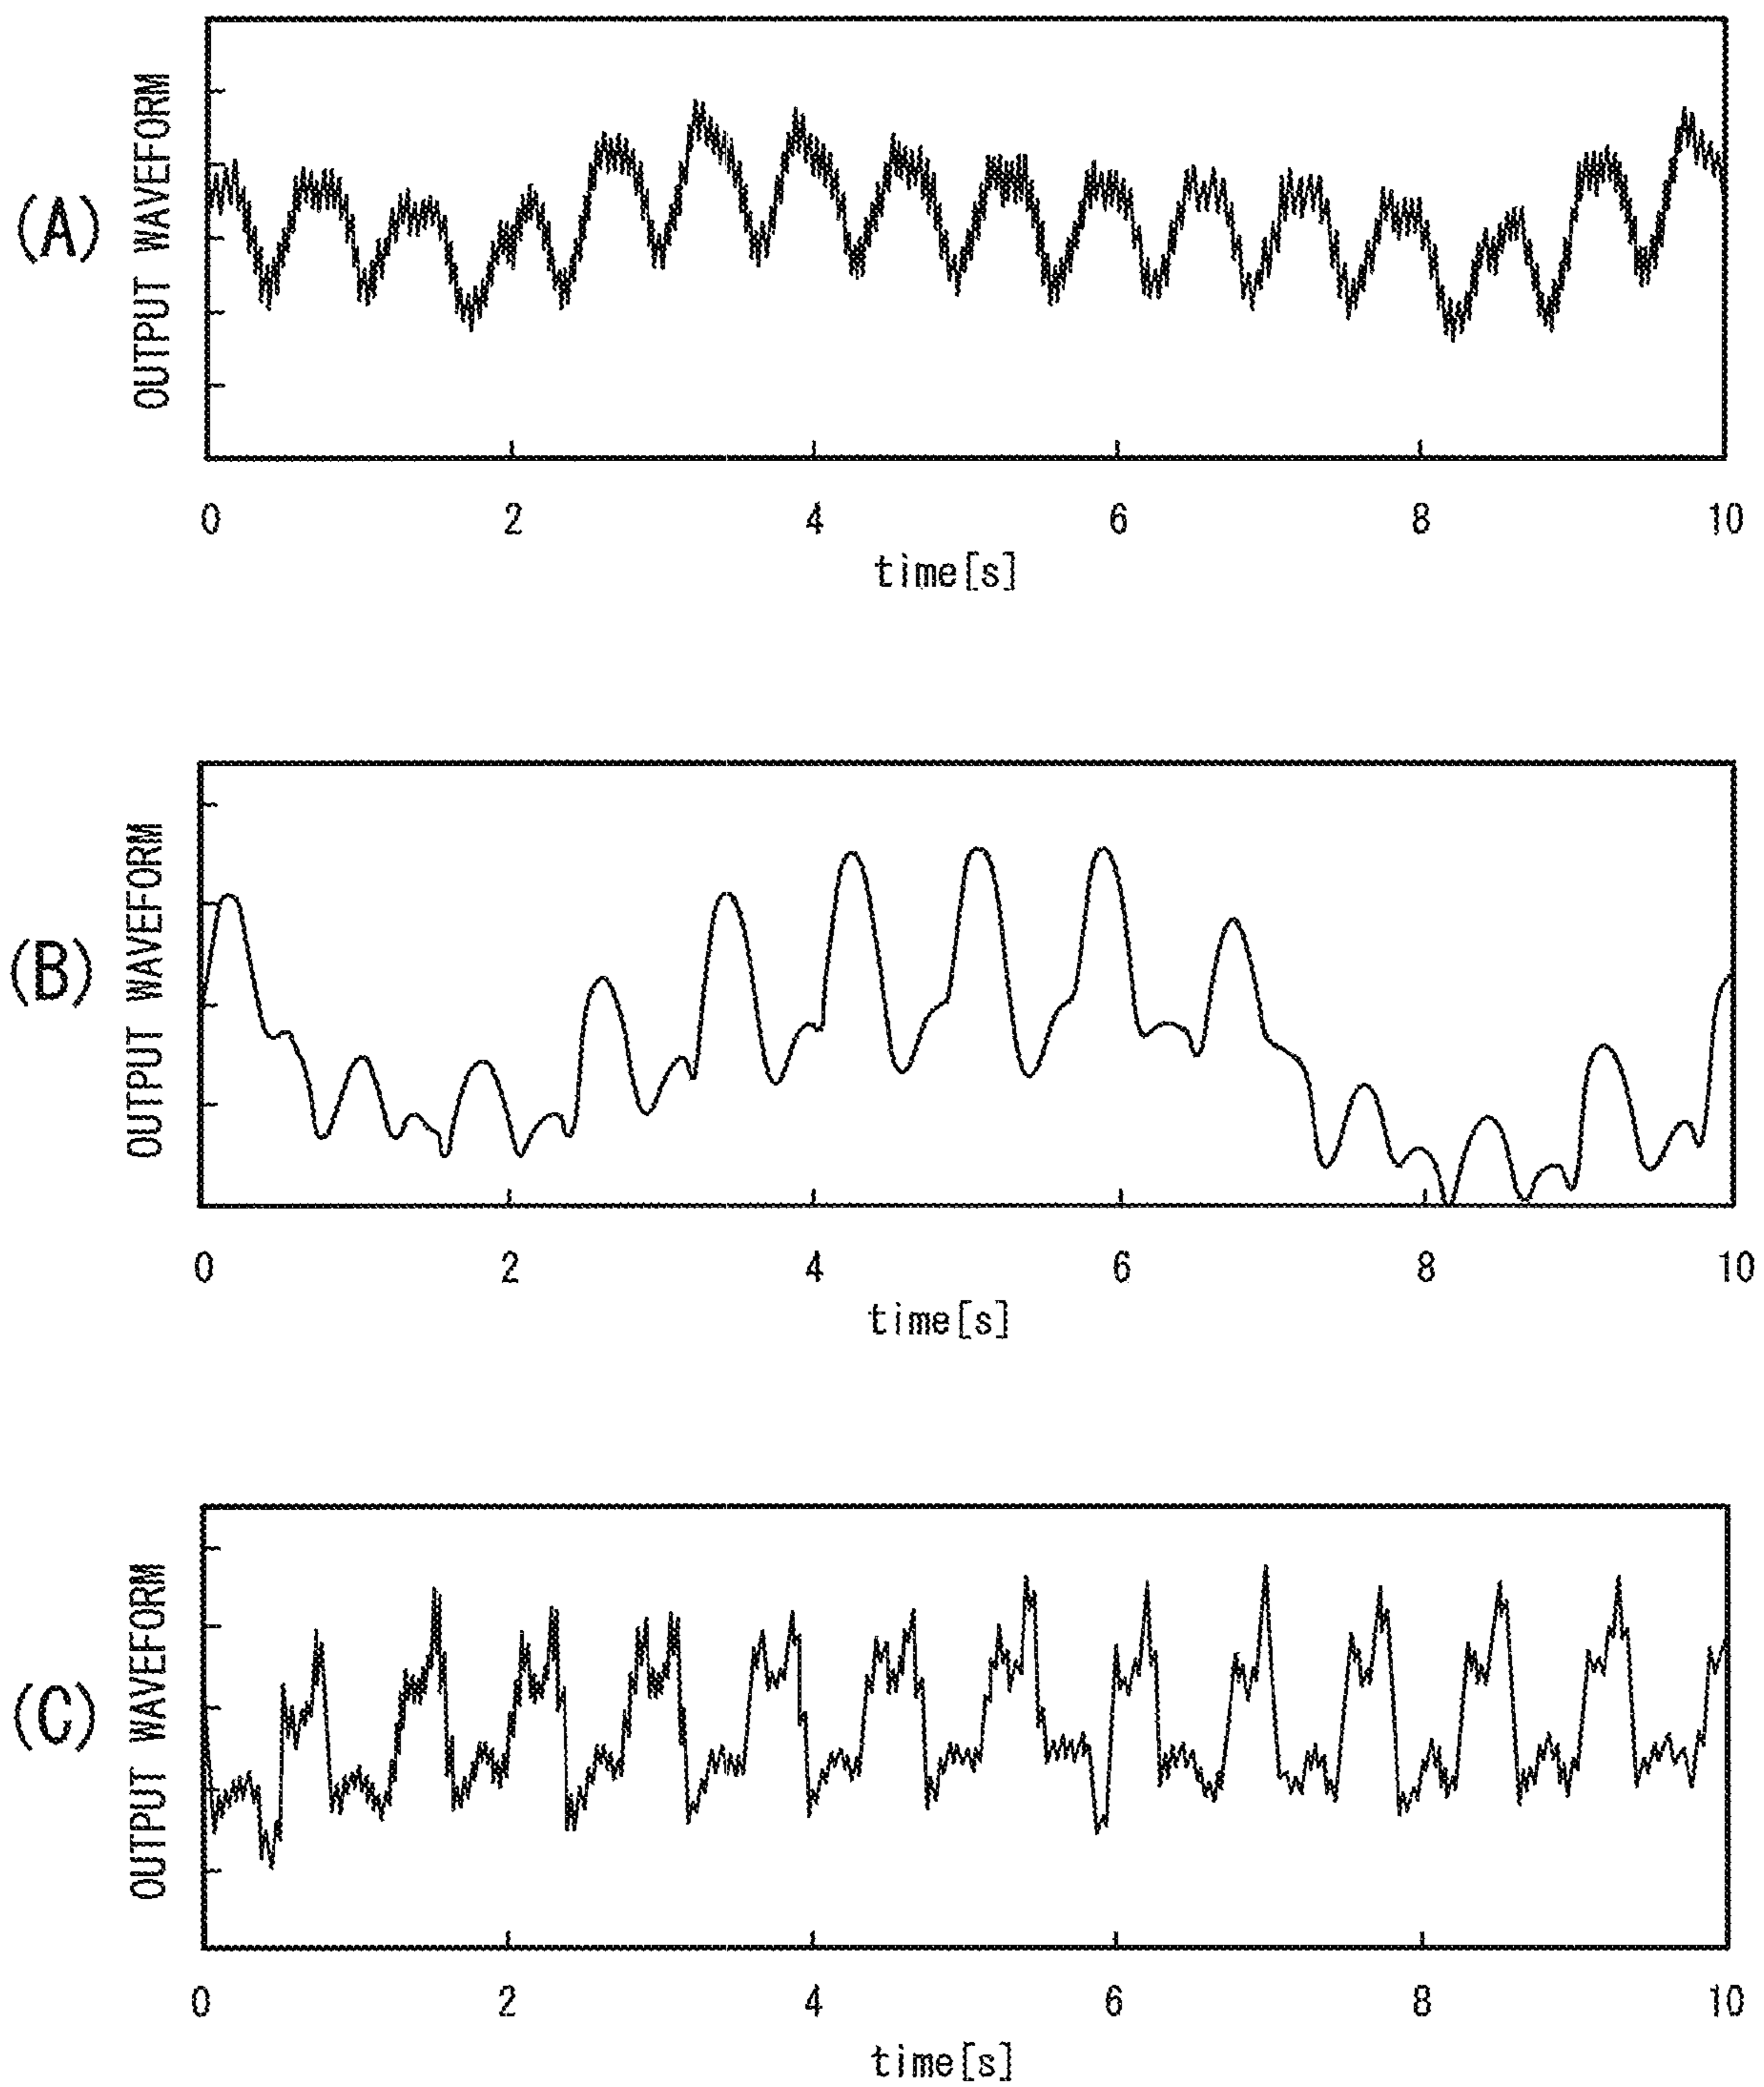 (A)
OUTPUT WAVEFORM
0 2 4 6 8 10
time[s]
(B)
OUTPUT WAVEFORM
0 2 4 6 8 10
time[s]
(C)
OUTPUT WAVEFORM
0 2 4 6 8 10
time[s]